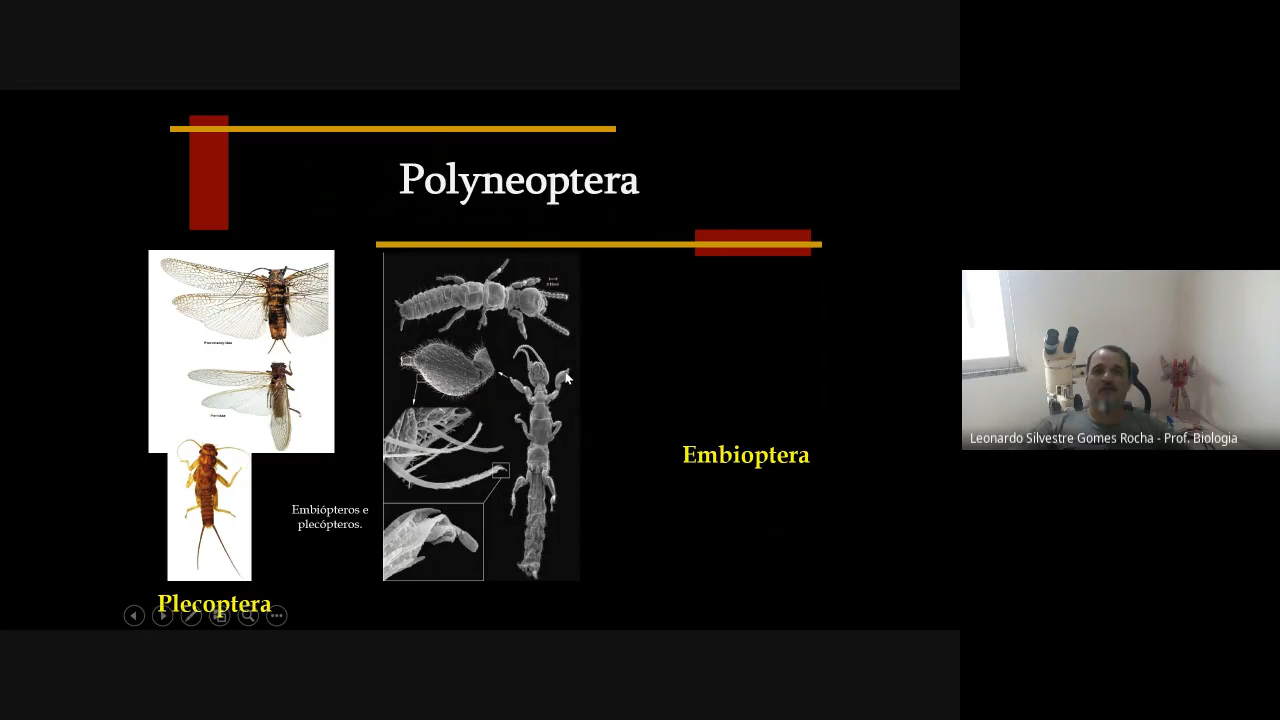 Polyneoptera
Embioptera
Embiópteros e
plecópteros.
Plecoptera
Leonardo Silvestre Gomes Rocha - Prof. Biologia